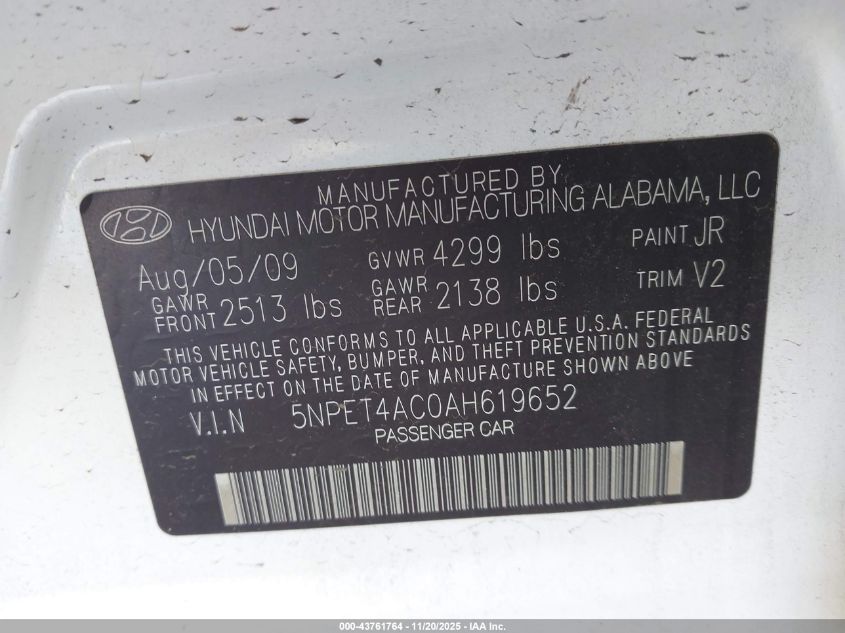 MANUFACTURED BY
HYUNDAI MOTOR MANUFACTURING ALABAMA, LLC
Aug/05/09 GVWR 4299 lbs PAINT JR
GAWR FRONT 2513 lbs GAWR REAR 2138 lbs TRIM V2
THIS VEHICLE CONFORMS TO ALL APPLICABLE U.S.A. FEDERAL
MOTOR VEHICLE SAFETY, BUMPER, AND THEFT PREVENTION STANDARDS
IN EFFECT ON THE DATE OF MANUFACTURE SHOWN ABOVE
V.I.N 5NPET4AC0AH619652
PASSENGER CAR
000-43761764 - 11/20/2025 - IAA Inc.